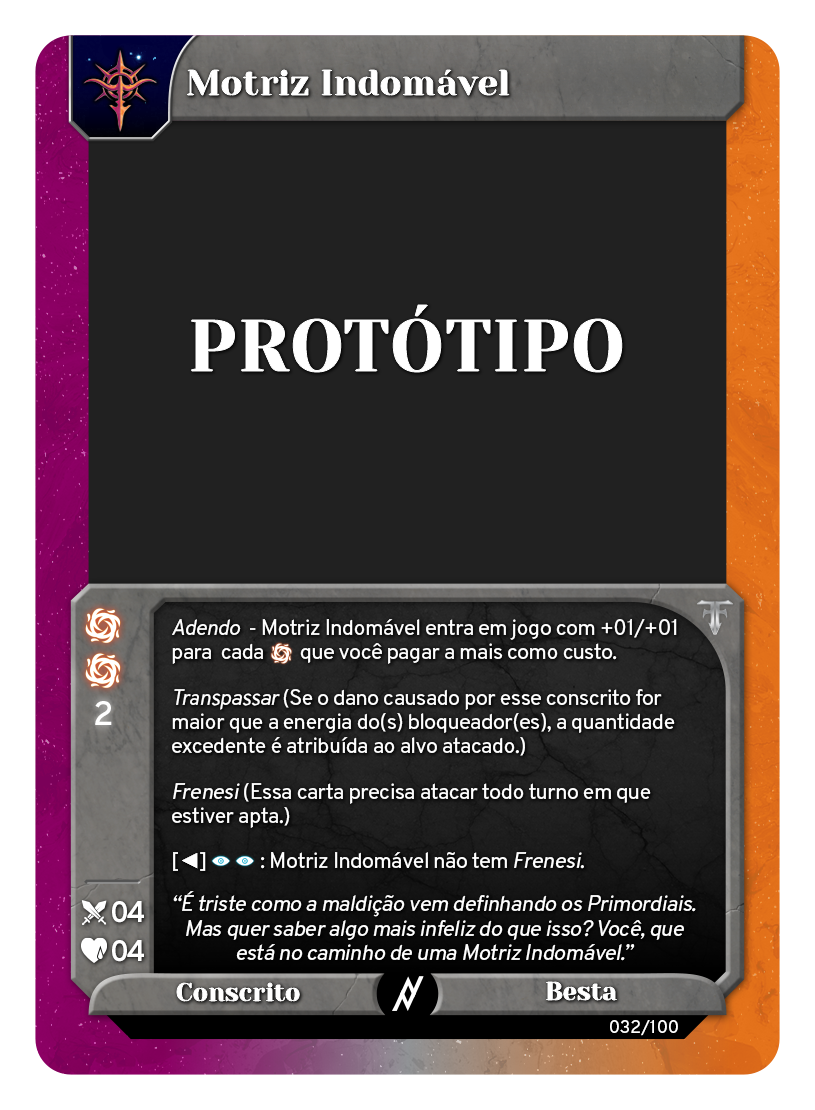 Motriz Indomável
PROTÓTIPO
2
Adendo - Motriz Indomável entra em jogo com +01/+01
para cada que você pagar a mais como custo.
Transpassar (Se o dano causado por esse conscrito for
maior que a energia do(s) bloqueador(es), a quantidade
excedente é atribuída ao alvo atacado.)
Frenesi (Essa carta precisa atacar todo turno em que
estiver apta.)
[◀] : Motriz Indomável não tem Frenesi.
“É triste como a maldição vem definhando os Primordiais.
Mas quer saber algo mais infeliz do que isso? Você, que
está no caminho de uma Motriz Indomável.”
04
04
Conscrito
Besta
032/100